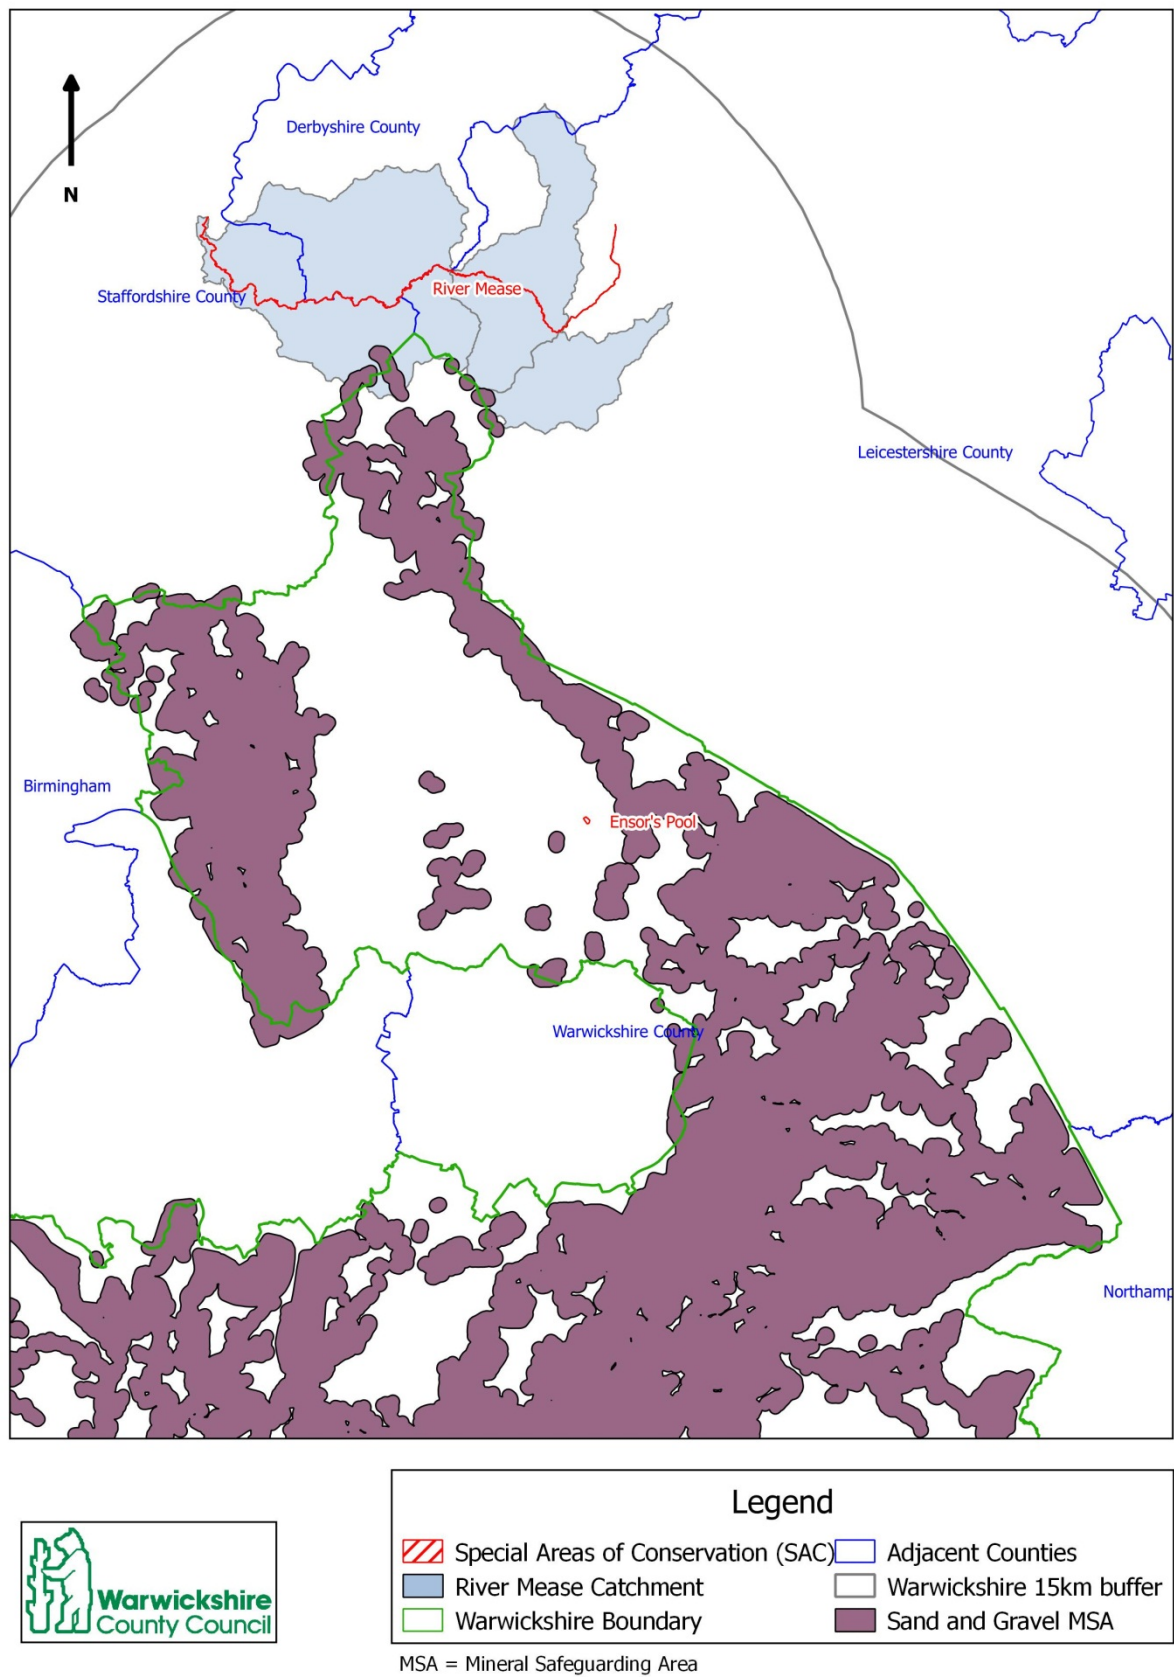 Derbyshire County
N
River Mease
Staffordshire County
Leicestershire County
Birmingham
Ensor's Pool
Warwickshire County
Northamp
Legend
Special Areas of Conservation (SAC)
Adjacent Counties
River Mease Catchment
Warwickshire 15km buffer
Warwickshire Boundary
Sand and Gravel MSA
Warwickshire
County Council
MSA = Mineral Safeguarding Area